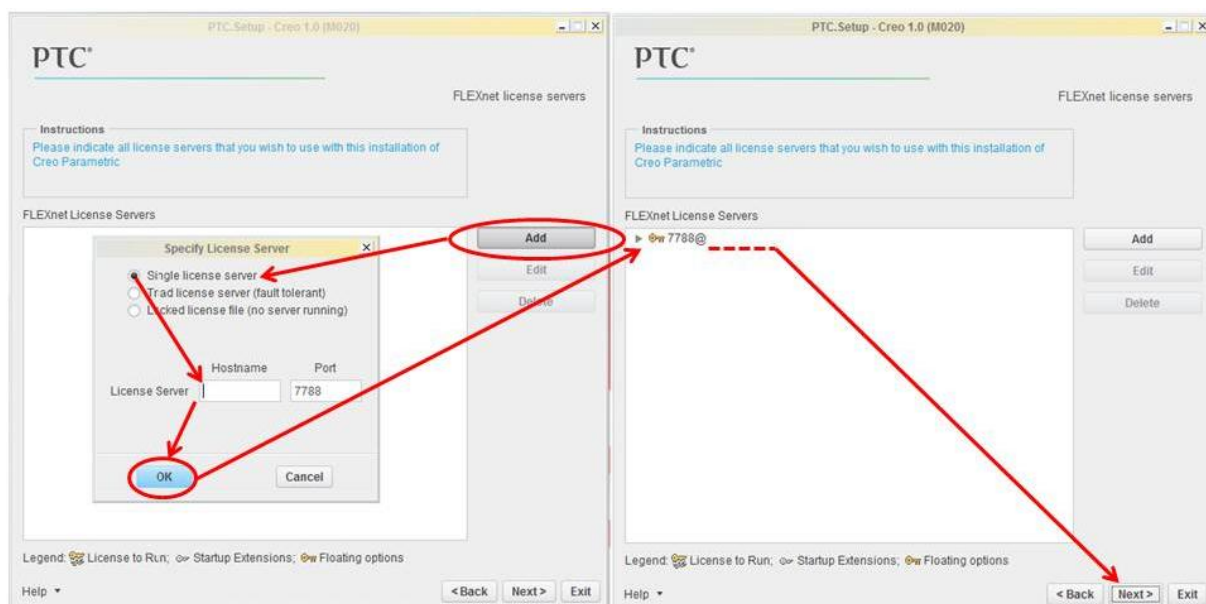 PTC.Setup - Creo 1.0 (M020)
PTC®
FLEXnet license servers
Instructions
Please indicate all license servers that you wish to use with this installation of
Creo Parametric
FLEXnet License Servers
Specify License Server
Single license server
Triad license server (fault tolerant)
Locked license file (no server running)
Hostname Port
License Server 7788
OK Cancel
Add
Edit
Delete
Legend: License to Run; Startup Extensions; Floating options
Help
< Back Next > Exit
PTC.Setup - Creo 1.0 (M020)
PTC®
FLEXnet license servers
Instructions
Please indicate all license servers that you wish to use with this installation of
Creo Parametric
FLEXnet License Servers
7788@
Add
Edit
Delete
Legend: License to Run; Startup Extensions; Floating options
Help
< Back Next > Exit